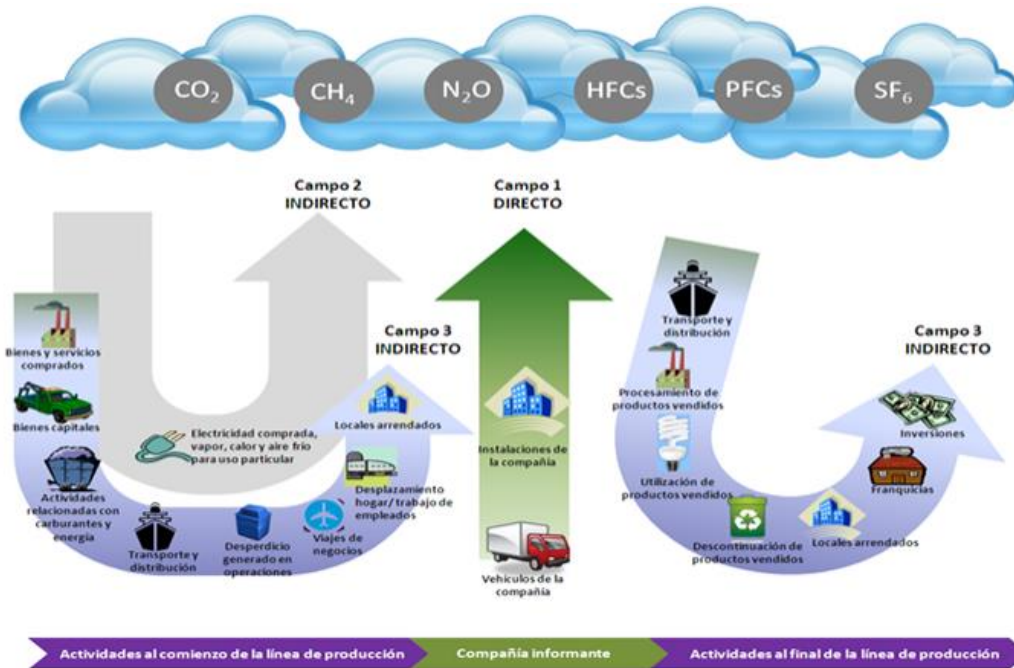 CO₂
CH₄
N₂O
HFCs
PFCs
SF₆
Campo 2
INDIRECTO
Campo 1
DIRECTO
Campo 3
INDIRECTO
Campo 3
INDIRECTO
Bienes y servicios
comprados
Bienes capitales
Actividades
relacionadas con
carburantes y
energía
Transporte y
distribución
Desperdicio
generado en
operaciones
Viajes de
negocios
Desplazamiento
hogar/ trabajo de
empleados
Locales arrendados
Electricidad comprada,
vapor, calor y aire frío
para uso particular
Instalaciones de
la compañía
Vehículos de la
compañía
Transporte y
distribución
Procesamiento de
productos vendidos
Utilización de
productos vendidos
Descontinuación de
productos vendidos
Locales arrendados
Franquicias
Inversiones
Actividades al comienzo de la línea de producción
Compañía informante
Actividades al final de la línea de producción